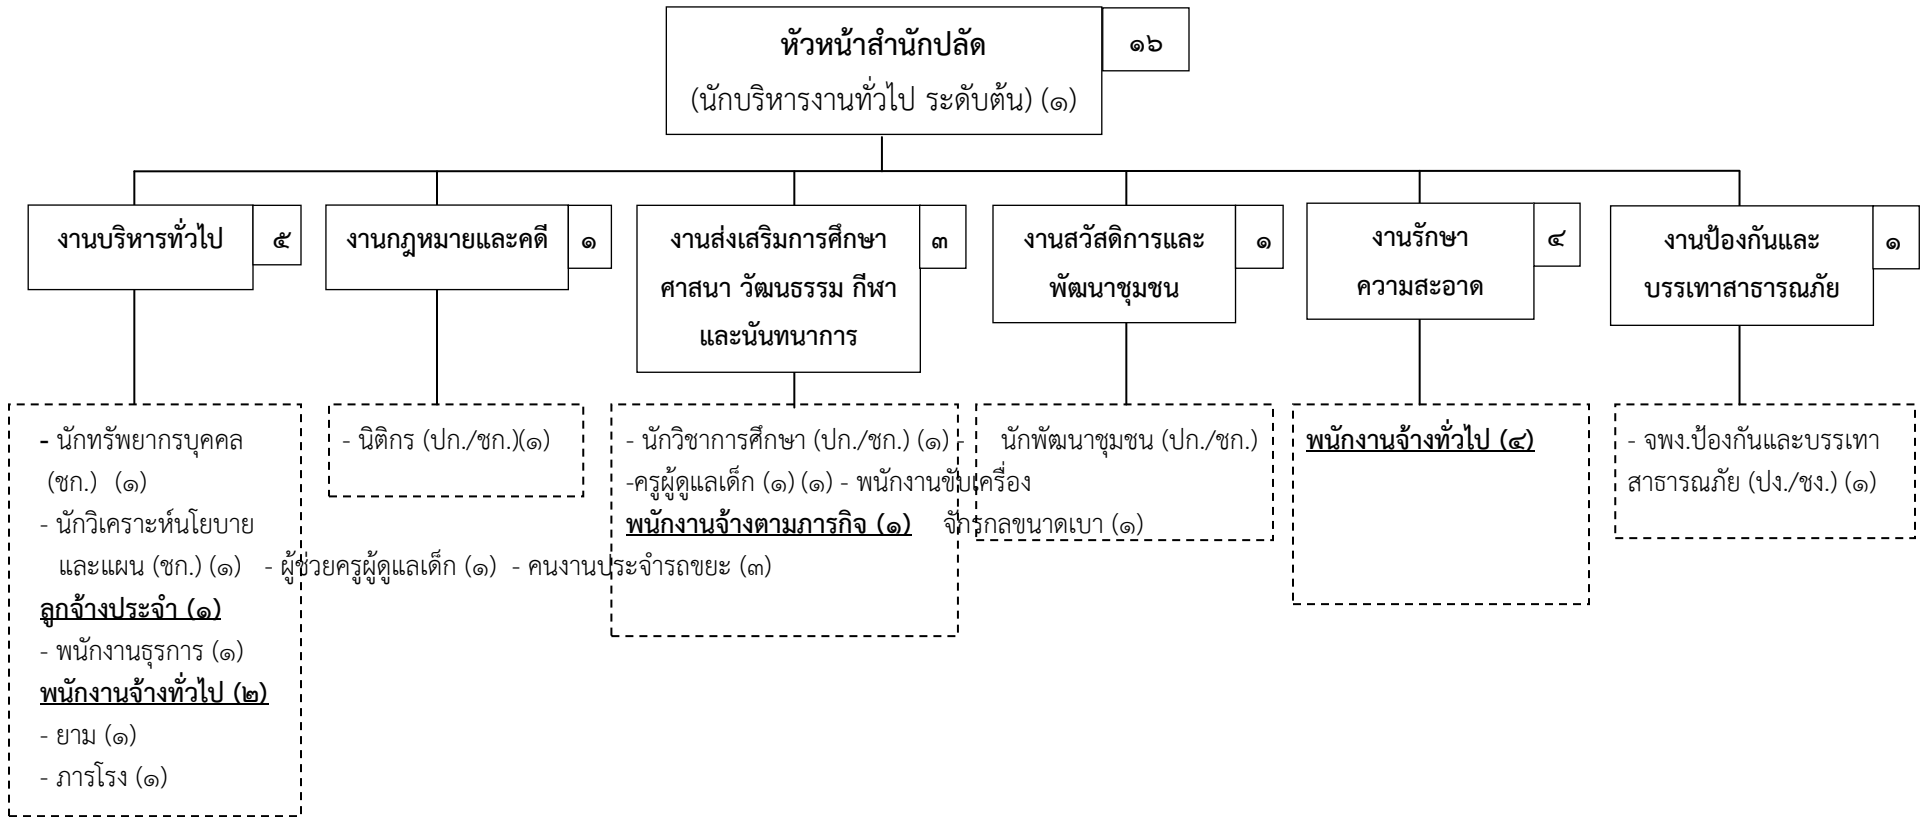 หัวหน้าสำนักปลัด
(นักบริหารงานทั่วไป ระดับต้น) (๑)
๑๖
งานบริหารทั่วไป
๕
งานกฎหมายและคดี
๑
งานส่งเสริมการศึกษา
ศาสนา วัฒนธรรม กีฬา
และนันทนาการ
๓
งานสวัสดิการและ
พัฒนาชุมชน
๑
งานรักษา
ความสะอาด
๔
งานป้องกันและ
บรรเทาสาธารณภัย
๑
- นักทรัพยากรบุคคล
(ชก.) (๑)
- นักวิเคราะห์นโยบาย
และแผน (ชก.) (๑) - ผู้ช่วยครูผู้ดูแลเด็ก (๑) - คนงานประจำรถขยะ (๓)
ลูกจ้างประจำ (๑)
- พนักงานธุรการ (๑)
พนักงานจ้างทั่วไป (๒)
- ยาม (๑)
- ภารโรง (๑)
- นิติกร (ปก./ชก.)(๑)
- นักวิชาการศึกษา (ปก./ชก.) (๑) - นักพัฒนาชุมชน (ปก./ชก.)
-ครูผู้ดูแลเด็ก (๑) (๑) - พนักงานขับเครื่อง
พนักงานจ้างตามภารกิจ (๑) จักรกลขนาดเบา (๑)
พนักงานจ้างทั่วไป (๔)
- จพง.ป้องกันและบรรเทา
สาธารณภัย (ปง./ชง.) (๑)